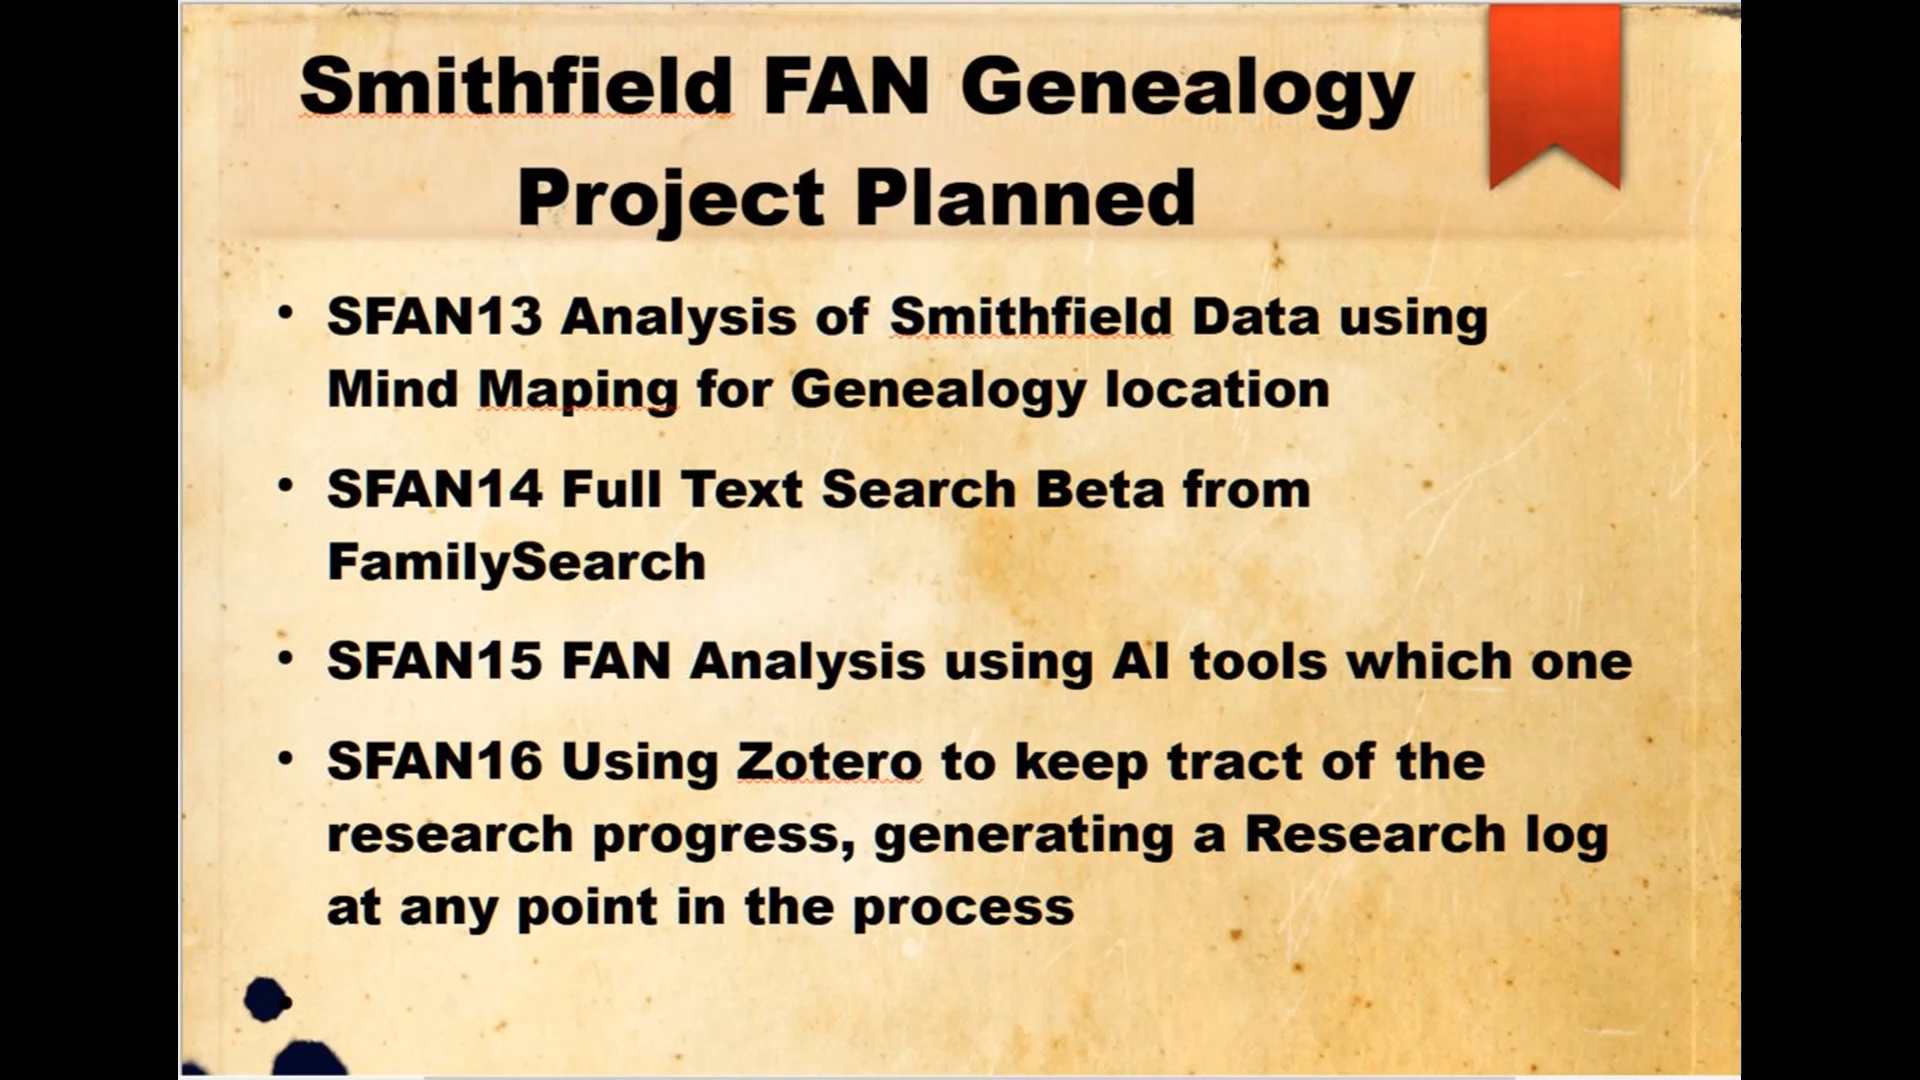 Smithfield FAN Genealogy
Project Planned
• SFAN13 Analysis of Smithfield Data using
Mind Maping for Genealogy location
• SFAN14 Full Text Search Beta from
FamilySearch
• SFAN15 FAN Analysis using AI tools which one
• SFAN16 Using Zotero to keep tract of the
research progress, generating a Research log
at any point in the process